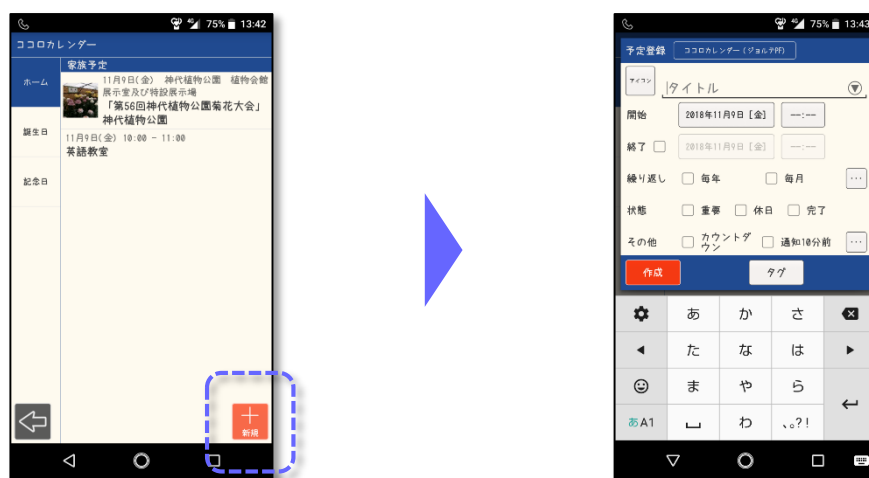 75% 13:42
ココロカレンダー
ホーム
誕生日
記念日
家族予定
11月9日(金) 神代植物公園 植物会館
展示室及び特設展示場
「第56回神代植物公園菊花大会」
神代植物公園
11月9日(金) 10:00 - 11:00
英語教室
新規
75% 13:43
予定登録 ココロカレンダー(ジョルテPF)
アイコン タイトル
開始 2018年11月9日 [金] --:--
終了 2018年11月9日 [金] --:--
繰り返し 毎年 毎月 ...
状態 重要 休日 完了
その他 カウントダ
ウン 通知10分前 ...
作成 タグ
あ か さ
た な は
ま や ら
あA1 わ 、。?!